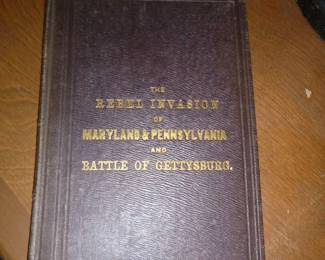 THE
REBEL INVASION
OF
MARYLAND & PENNSYLVANIA
AND
BATTLE OF GETTYSBURG.